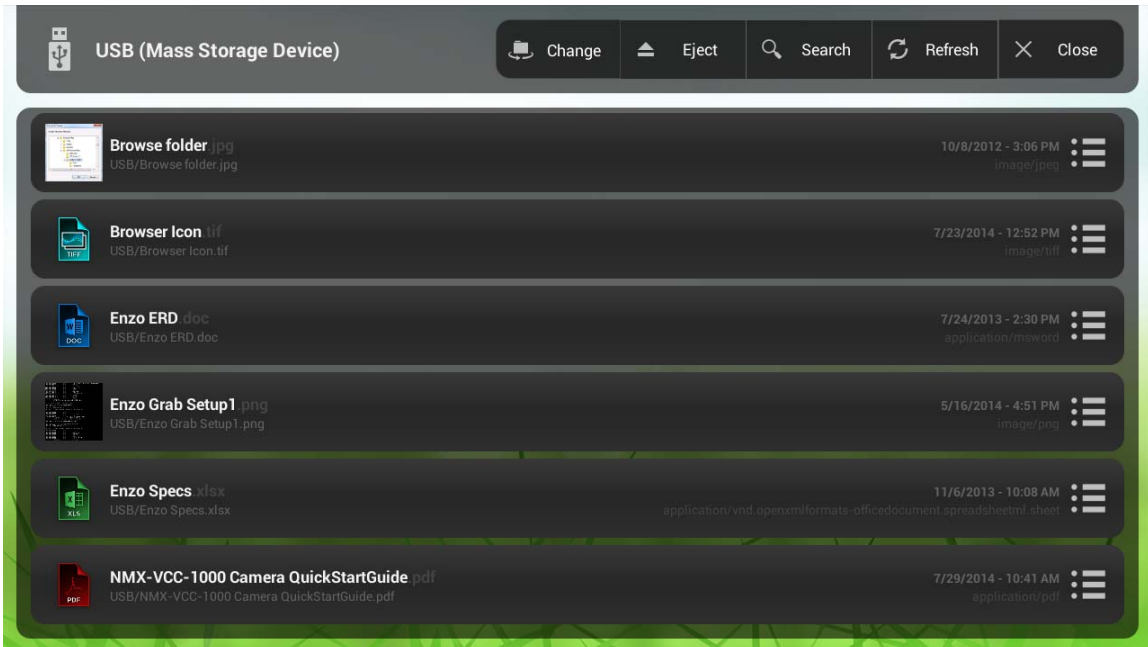 USB (Mass Storage Device)
Change
Eject
Search
Refresh
Close
Browse folder.jpg
10/8/2012 - 3:06 PM
USB/Browse folder.jpg
image/jpeg
Browser Icon.tif
7/23/2014 - 12:52 PM
TIFF
USB/Browser Icon.tif
image/tiff
Enzo ERD.doc
7/24/2013 - 2:30 PM
DOC
USB/Enzo ERD.doc
application/msword
Enzo Grab Setup1.png
5/16/2014 - 4:51 PM
USB/Enzo Grab Setup1.png
image/png
Enzo Specs.xlsx
11/6/2013 - 10:08 AM
XLS
USB/Enzo Specs.xlsx
application/vnd.openxmlformats-officedocument.spreadsheetml.sheet
NMX-VCC-1000 Camera QuickStartGuide.pdf
7/29/2014 - 10:41 AM
PDF
USB/NMX-VCC-1000 Camera QuickStartGuide.pdf
application/pdf